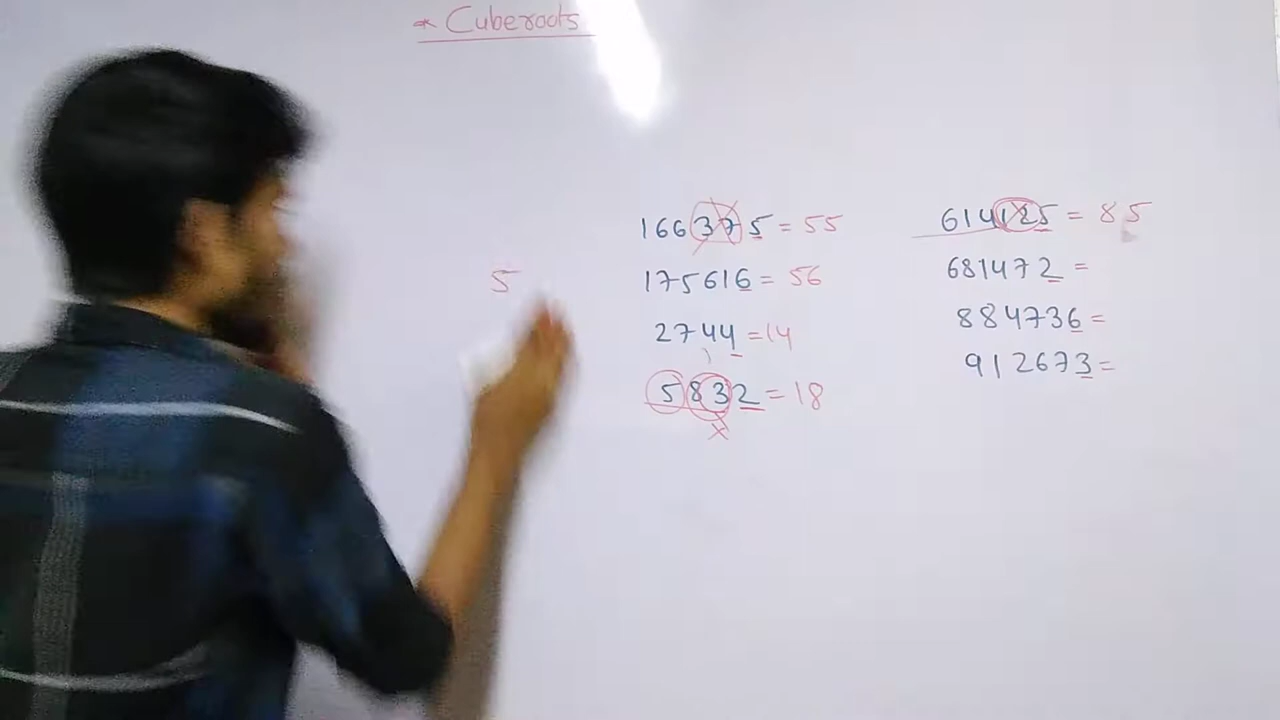 * Cuberoots
166375 = 55
175616 = 56
2744 = 14
5832 = 18
614125 = 85
681472 =
884736 =
912673 =
5